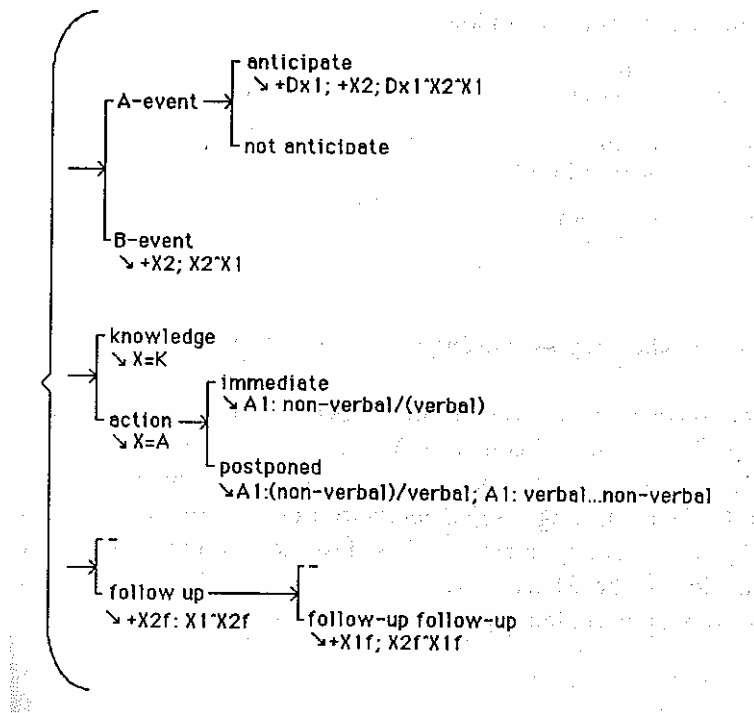 anticipate
↘ +Dx1; +X2; Dx1^X2^X1
A-event
not anticipate
B-event
↘ +X2; X2^X1
knowledge
↘ X=K
immediate
↘ A1: non-verbal/(verbal)
action
↘ X=A
postponed
↘A1:(non-verbal)/verbal; A1: verbal...non-verbal
-
-
follow up
↘ +X2f: X1^X2f
follow-up follow-up
↘+X1f; X2f^X1f